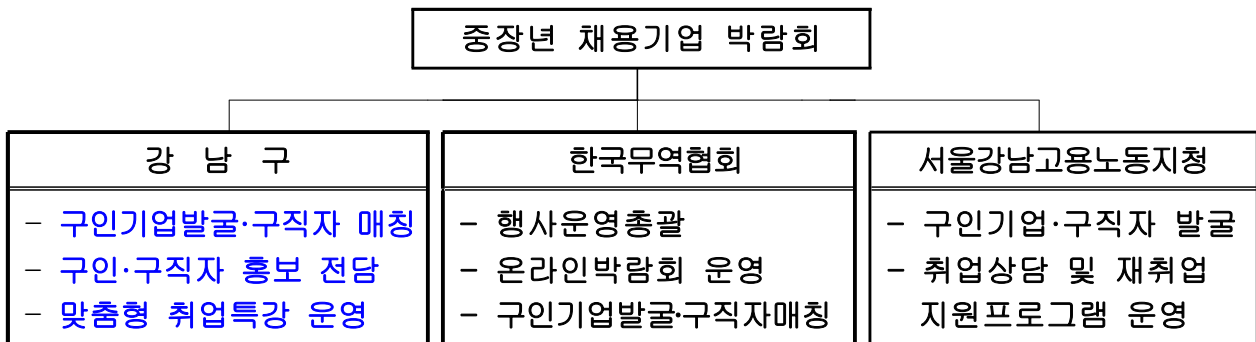 중장년 채용기업 박람회
강 남 구
- 구인기업발굴·구직자 매칭
- 구인·구직자 홍보 전담
- 맞춤형 취업특강 운영
한국무역협회
- 행사운영총괄
- 온라인박람회 운영
- 구인기업발굴·구직자매칭
서울강남고용노동지청
- 구인기업·구직자 발굴
- 취업상담 및 재취업
지원프로그램 운영